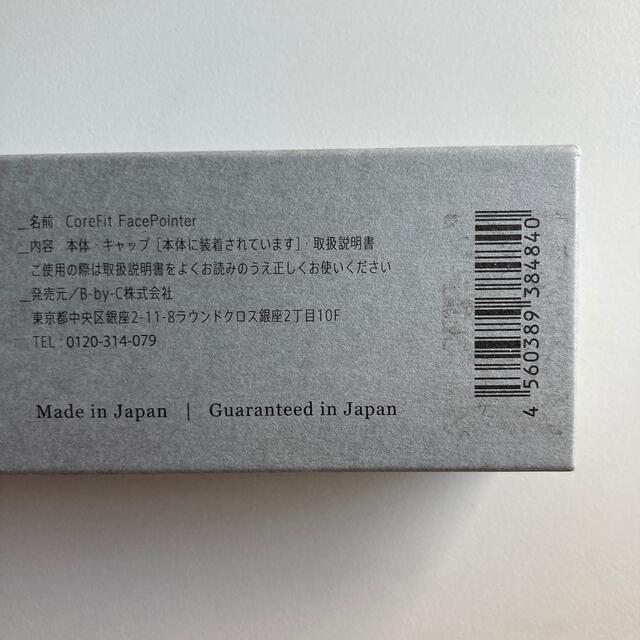 _名前 CoreFit FacePointer
_内容 本体・キャップ[本体に装着されています]・取扱説明書
ご使用の際は取扱説明書をよくお読みのうえ正しくお使いください
_発売元/B-by-C株式会社
東京都中央区銀座2-11-8ラウンドクロス銀座2丁目10F
TEL:0120-314-079
Made in Japan | Guaranteed in Japan
4 560389 384840